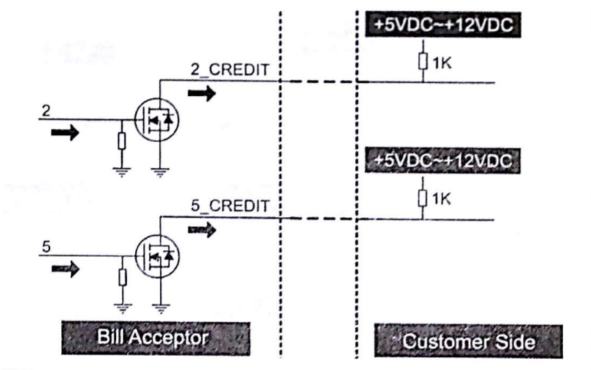 +5VDC~+12VDC
2_CREDIT
1K
2
+5VDC~+12VDC
5_CREDIT
1K
5
Bill Acceptor
Customer Side